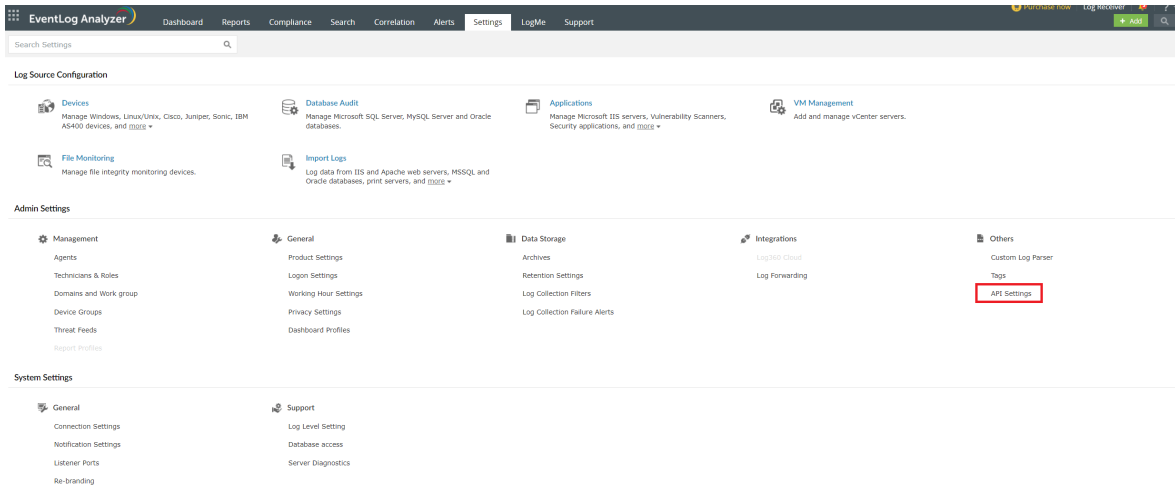 Purchase now Log Receiver ?
EventLog Analyzer Dashboard Reports Compliance Search Correlation Alerts Settings LogMe Support + Add
Search Settings
Log Source Configuration
Devices
Manage Windows, Linux/Unix, Cisco, Juniper, Sonic, IBM
AS400 devices, and more
Database Audit
Manage Microsoft SQL Server, MySQL Server and Oracle
databases.
Applications
Manage Microsoft IIS servers, Vulnerability Scanners,
Security applications, and more
VM Management
Add and manage vCenter servers.
File Monitoring
Manage file integrity monitoring devices.
Import Logs
Log data from IIS and Apache web servers, MSSQL and
Oracle databases, print servers, and more
Admin Settings
Management
Agents
Technicians & Roles
Domains and Work group
Device Groups
Threat Feeds
Report Profiles
General
Product Settings
Logon Settings
Working Hour Settings
Privacy Settings
Dashboard Profiles
Data Storage
Archives
Retention Settings
Log Collection Filters
Log Collection Failure Alerts
Integrations
Log360 Cloud
Log Forwarding
Others
Custom Log Parser
Tags
API Settings
System Settings
General
Connection Settings
Notification Settings
Listener Ports
Re-branding
Support
Log Level Setting
Database access
Server Diagnostics